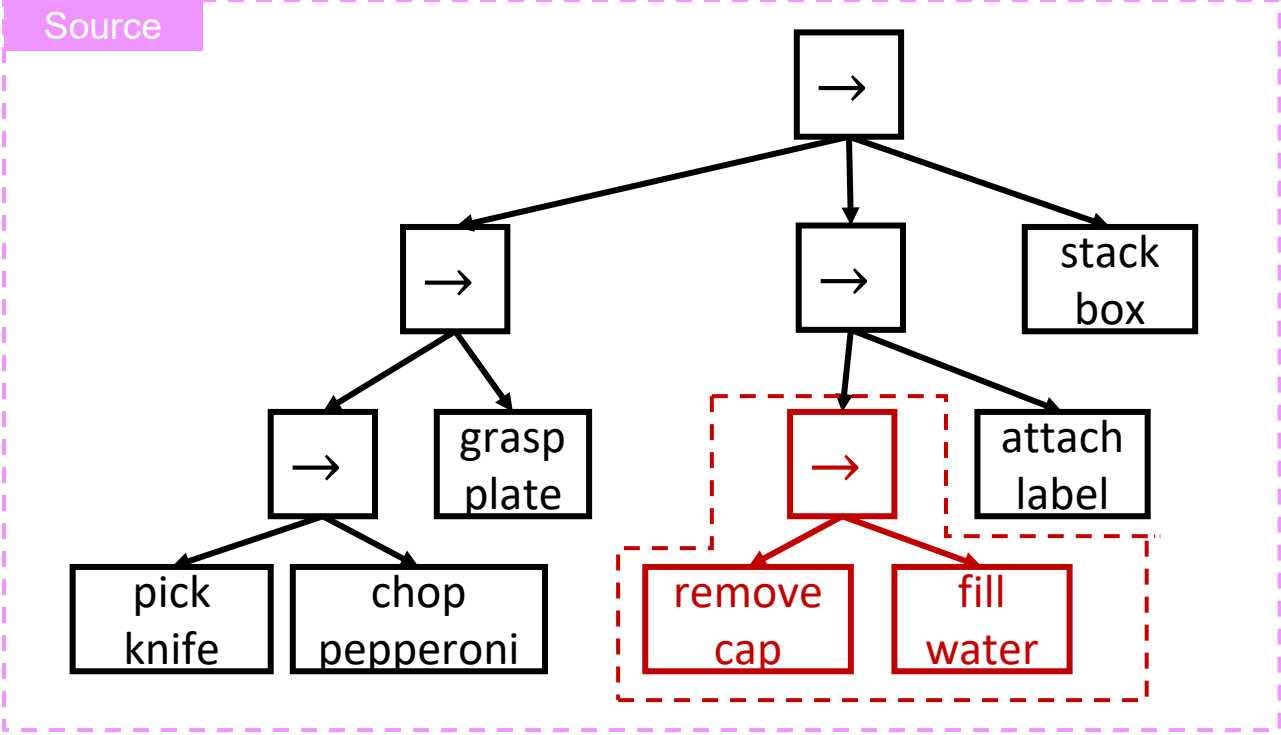 Source
→
→
→
stack
box
→
grasp
plate
→
attach
label
pick
knife
chop
pepperoni
remove
cap
fill
water